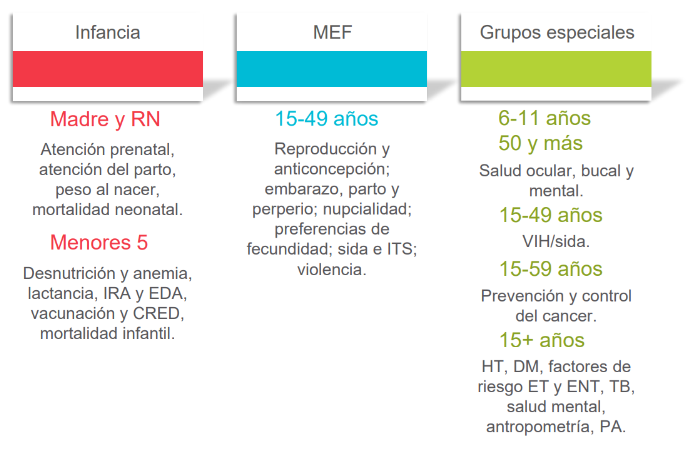 Infancia
Madre y RN
Atención prenatal,
atención del parto,
peso al nacer,
mortalidad neonatal.
Menores 5
Desnutrición y anemia,
lactancia, IRA y EDA,
vacunación y CRED,
mortalidad infantil.
MEF
15-49 años
Reproducción y
anticoncepción;
embarazo, parto y
perperio; nupcialidad;
preferencias de
fecundidad; sida e ITS;
violencia.
Grupos especiales
6-11 años
50 y más
Salud ocular, bucal y
mental.
15-49 años
VIH/sida.
15-59 años
Prevención y control
del cancer.
15+ años
HT, DM, factores de
riesgo ET y ENT, TB,
salud mental,
antropometría, PA.